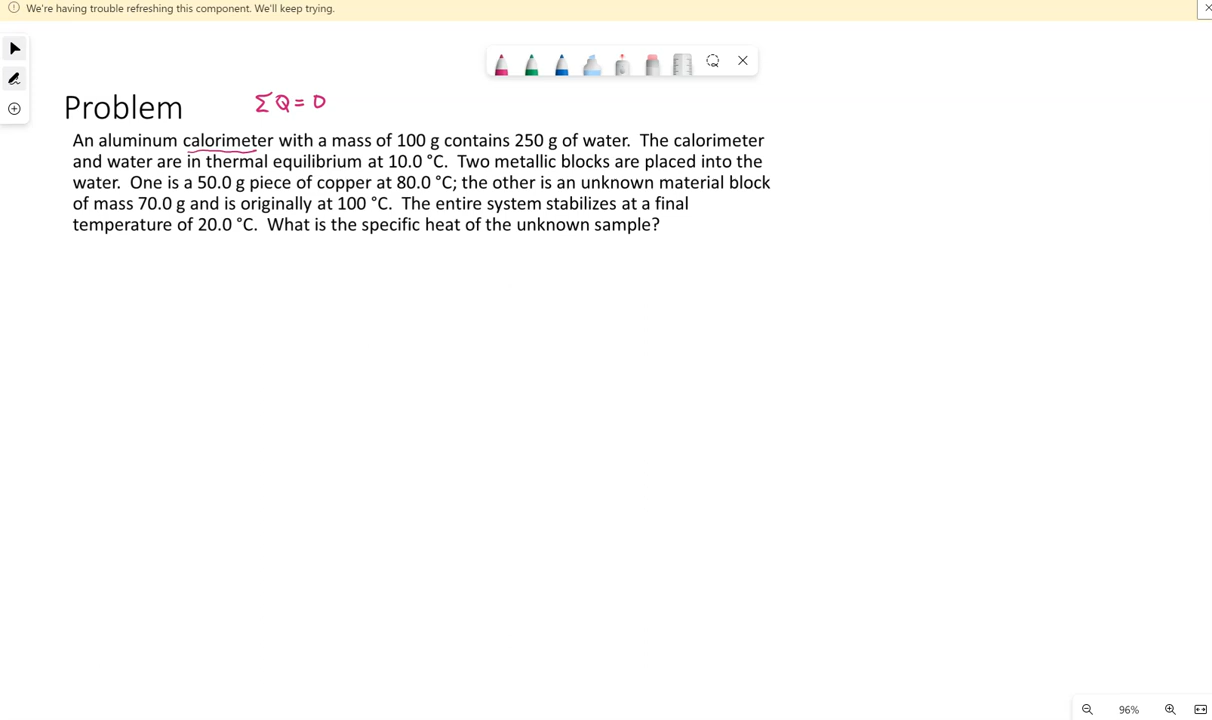 We're having trouble refreshing this component. We'll keep trying.
Problem
Σ Q = 0
An aluminum calorimeter with a mass of 100 g contains 250 g of water. The calorimeter
and water are in thermal equilibrium at 10.0 °C. Two metallic blocks are placed into the
water. One is a 50.0 g piece of copper at 80.0 °C; the other is an unknown material block
of mass 70.0 g and is originally at 100 °C. The entire system stabilizes at a final
temperature of 20.0 °C. What is the specific heat of the unknown sample?
96%